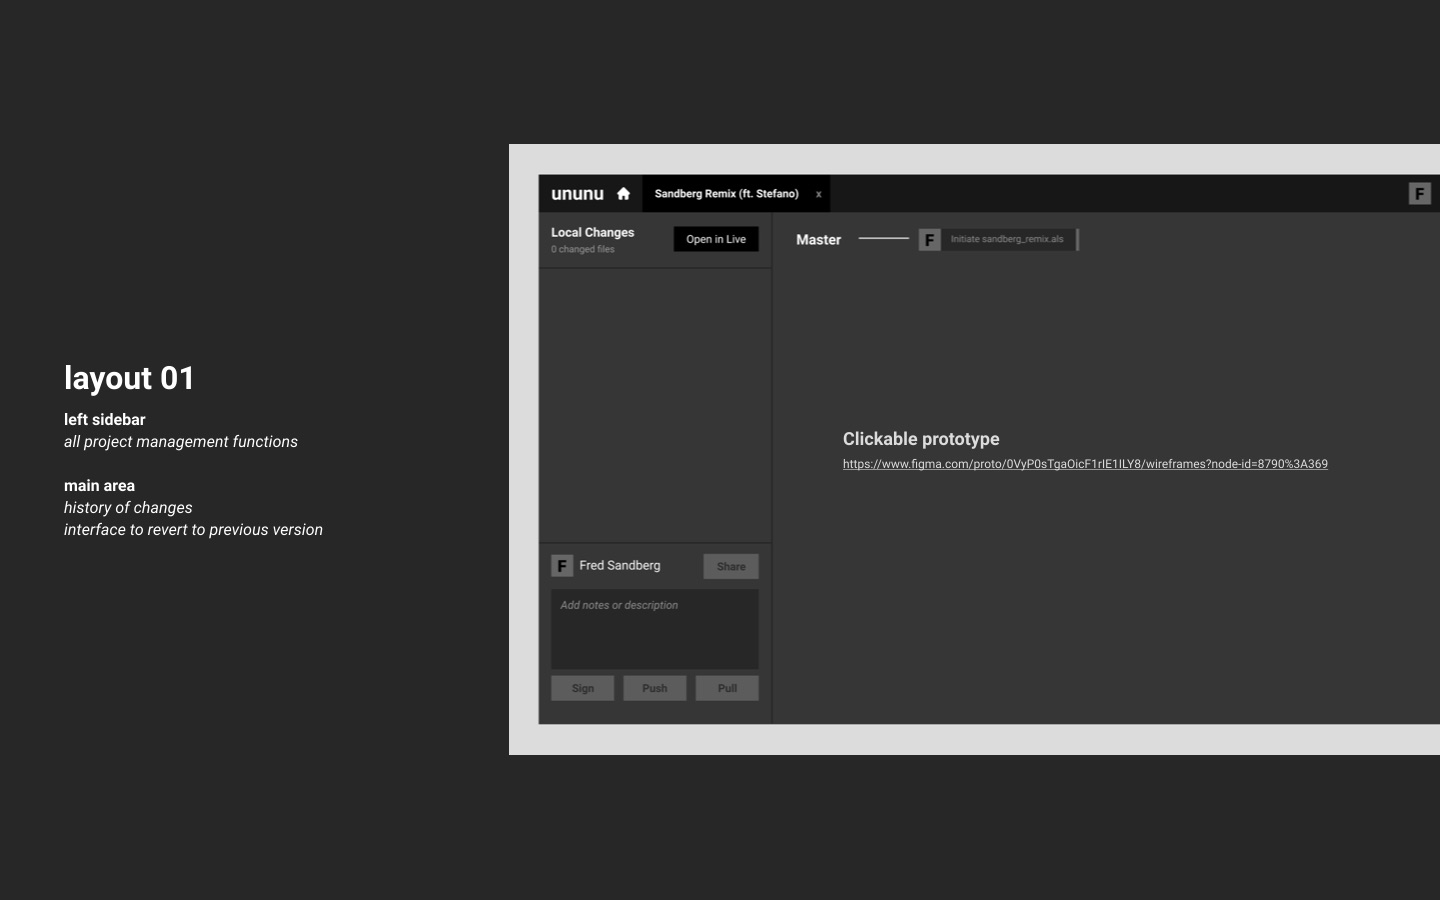 layout 01
left sidebar
all project management functions
main area
history of changes
interface to revert to previous version
ununu
Sandberg Remix (ft. Stefano)
x
F
Local Changes
0 changed files
Open in Live
Master
F
Initiate sandberg_remix.als
Clickable prototype
https://www.figma.com/proto/0VyP0sTgaOicF1rIE1ILY8/wireframes?node-id=8790%3A369
F
Fred Sandberg
Share
Add notes or description
Sign
Push
Pull